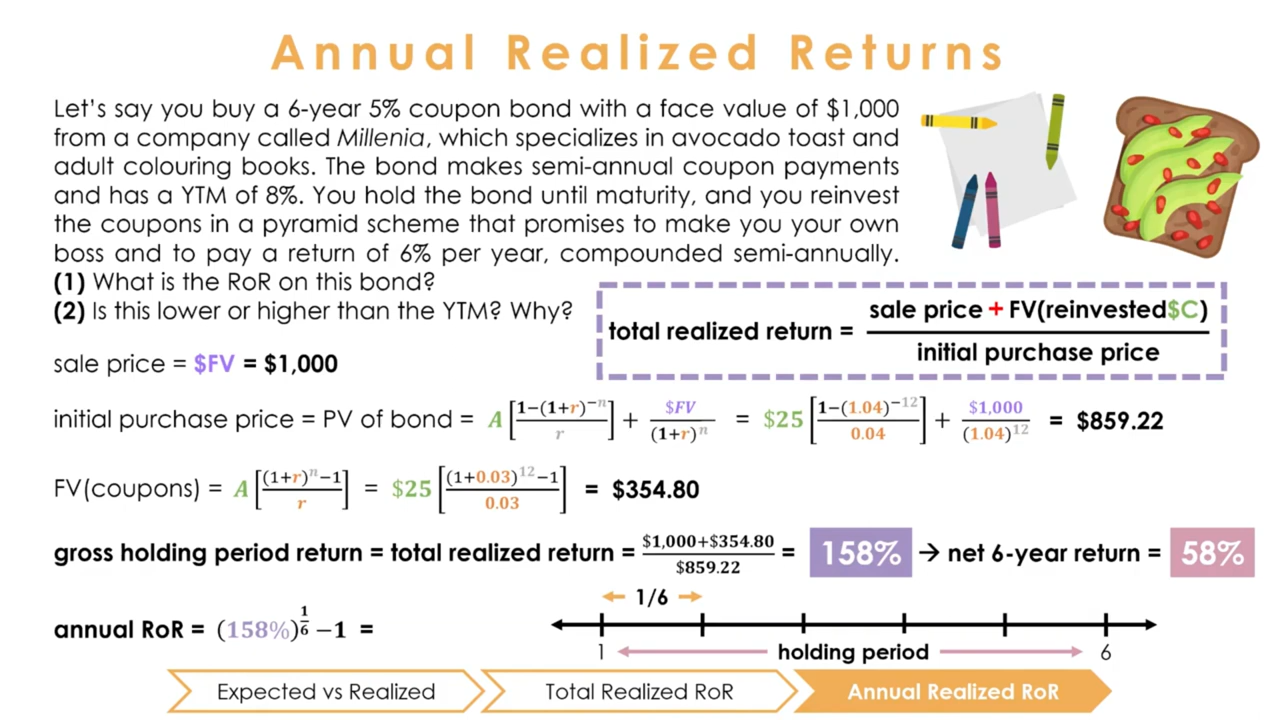 Annual Realized Returns
Let's say you buy a 6-year 5% coupon bond with a face value of $1,000
from a company called Millenia, which specializes in avocado toast and
adult colouring books. The bond makes semi-annual coupon payments
and has a YTM of 8%. You hold the bond until maturity, and you reinvest
the coupons in a pyramid scheme that promises to make you your own
boss and to pay a return of 6% per year, compounded semi-annually.
(1) What is the RoR on this bond?
(2) Is this lower or higher than the YTM? Why?
total realized return = (sale price + FV(reinvested$C)) / (initial purchase price)
sale price = $FV = $1,000
initial purchase price = PV of bond = A[(1−(1+r)^−n)/r] + $FV/(1+r)^n = $25[(1−(1.04)^−12)/0.04] + $1,000/(1.04)^12 = $859.22
FV(coupons) = A[((1+r)^n−1)/r] = $25[((1+0.03)^12−1)/0.03] = $354.80
gross holding period return = total realized return = ($1,000+$354.80)/$859.22 = 158% → net 6-year return = 58%
1/6
annual RoR = (158%)^(1/6) −1 =
1 holding period 6
Expected vs Realized Total Realized RoR Annual Realized RoR